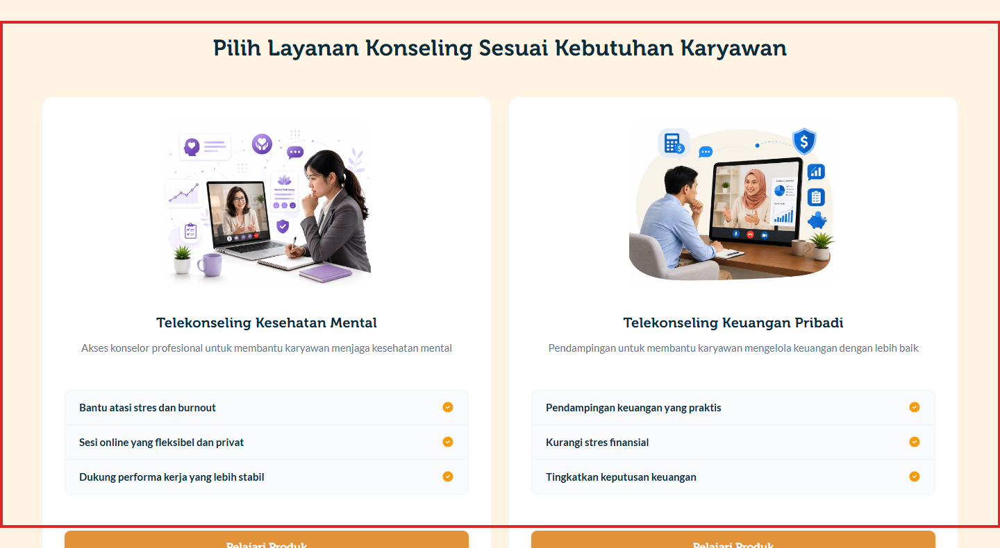 Pilih Layanan Konseling Sesuai Kebutuhan Karyawan
Mental Well-being
Telekonseling Kesehatan Mental
Akses konselor profesional untuk membantu karyawan menjaga kesehatan mental
Bantu atasi stres dan burnout
Sesi online yang fleksibel dan privat
Dukung performa kerja yang lebih stabil
Pelajari Produk
Telekonseling Keuangan Pribadi
Pendampingan untuk membantu karyawan mengelola keuangan dengan lebih baik
Pendampingan keuangan yang praktis
Kurangi stres finansial
Tingkatkan keputusan keuangan
Pelajari Produk